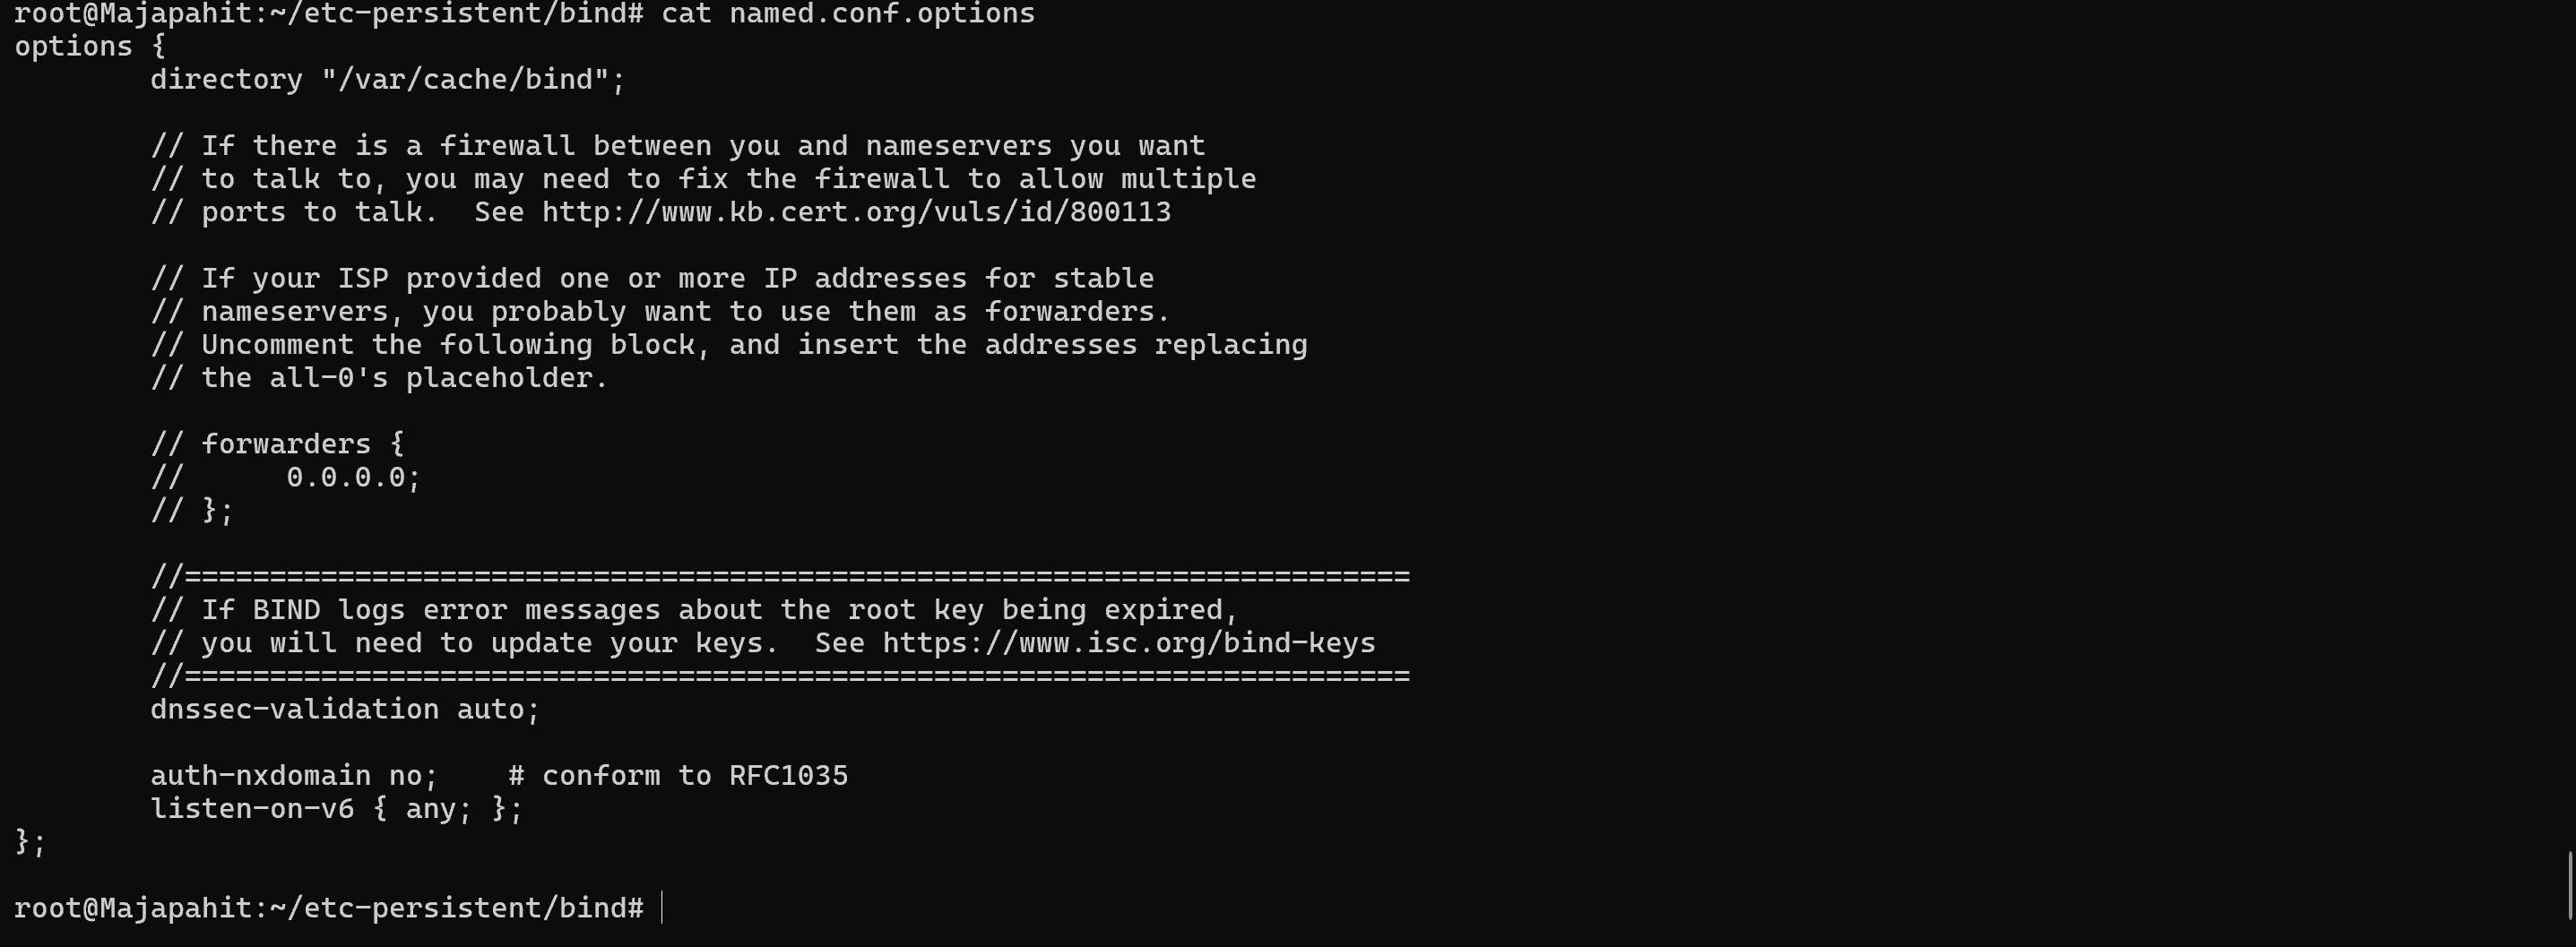 root@Majapahit:~/etc-persistent/bind# cat named.conf.options
options {
        directory "/var/cache/bind";

        // If there is a firewall between you and nameservers you want
        // to talk to, you may need to fix the firewall to allow multiple
        // ports to talk.  See http://www.kb.cert.org/vuls/id/800113

        // If your ISP provided one or more IP addresses for stable
        // nameservers, you probably want to use them as forwarders.
        // Uncomment the following block, and insert the addresses replacing
        // the all-0's placeholder.

        // forwarders {
        //      0.0.0.0;
        // };

        //========================================================================
        // If BIND logs error messages about the root key being expired,
        // you will need to update your keys.  See https://www.isc.org/bind-keys
        //========================================================================
        dnssec-validation auto;

        auth-nxdomain no;    # conform to RFC1035
        listen-on-v6 { any; };
};

root@Majapahit:~/etc-persistent/bind#